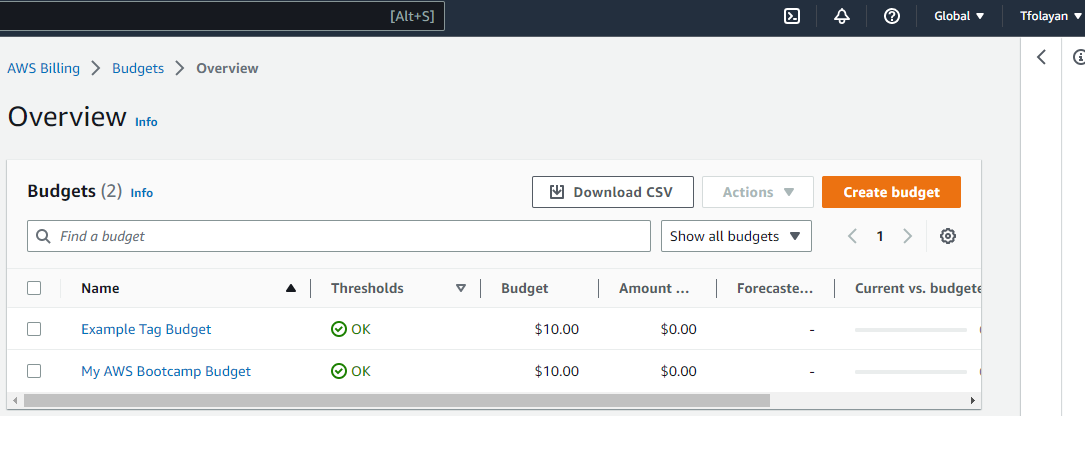 [Alt+S] Global Tfolayan
AWS Billing Budgets Overview
Overview Info
Budgets (2) Info Download CSV Actions Create budget
Find a budget Show all budgets 1
Name Thresholds Budget Amount ... Forecaste... Current vs. budgete
Example Tag Budget OK $10.00 $0.00 -
My AWS Bootcamp Budget OK $10.00 $0.00 -